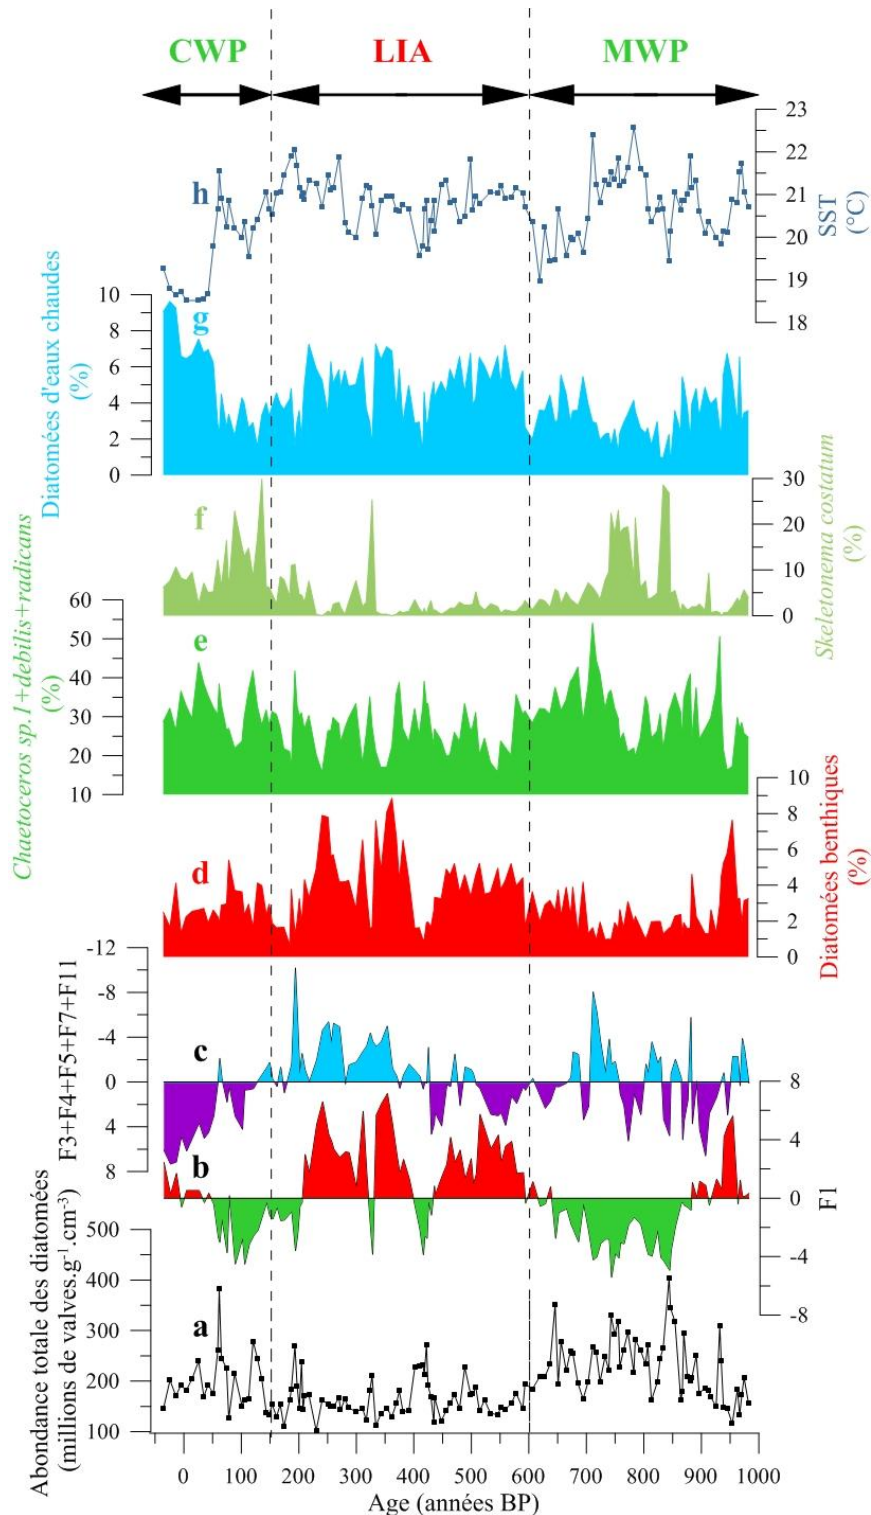 CWP LIA MWP
23
22
21
20
19
18
SST
(°C)
h
10
8
6
4
2
0
Diatomées d'eaux chaudes
(%)
g
30
20
10
0
Skeletonema costatum
(%)
f
60
50
40
30
20
10
Chaetoceros sp.1+debilis+radicans
(%)
e
10
8
6
4
2
0
Diatomées benthiques
(%)
d
-12
-8
-4
0
4
8
F3+F4+F5+F7+F11
c
8
4
0
-4
-8
F1
b
500
400
300
200
100
Abondance totale des diatomées
(millions de valves.g-1.cm-3)
a
0 100 200 300 400 500 600 700 800 900 1000
Age (années BP)